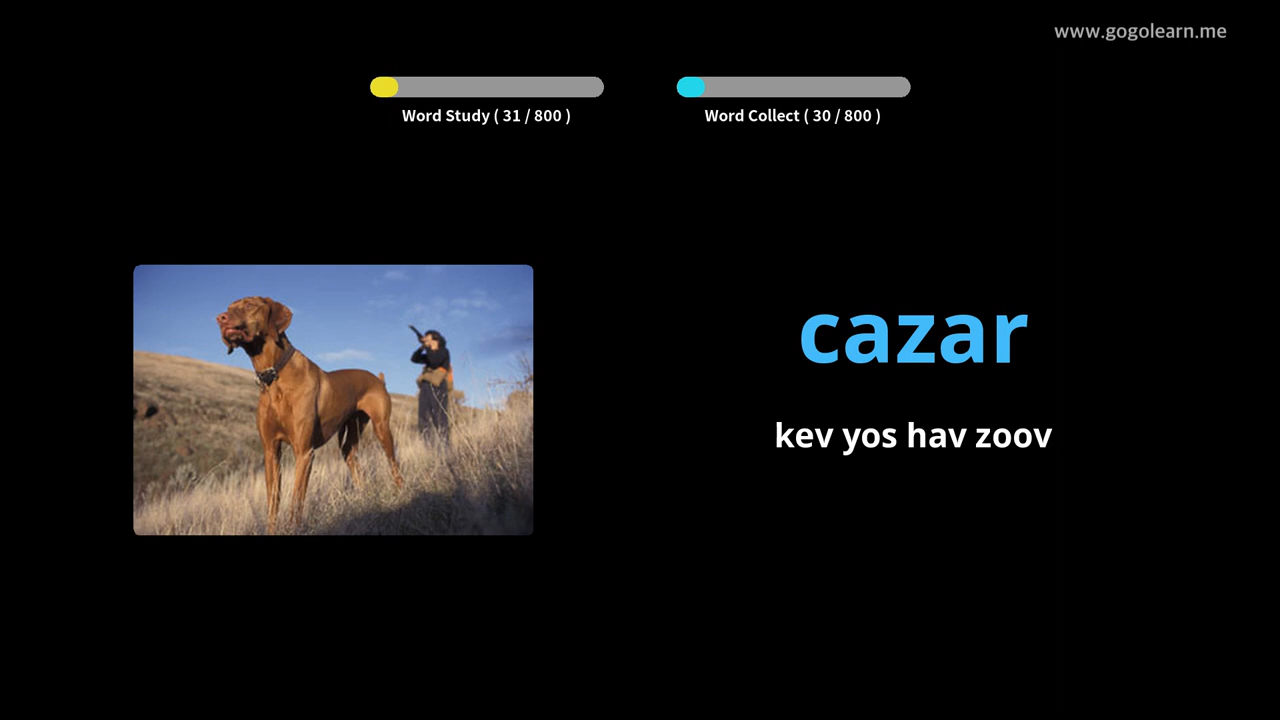 www.gogolearn.me
Word Study ( 31 / 800 )
Word Collect ( 30 / 800 )
cazar
kev yos hav zoov